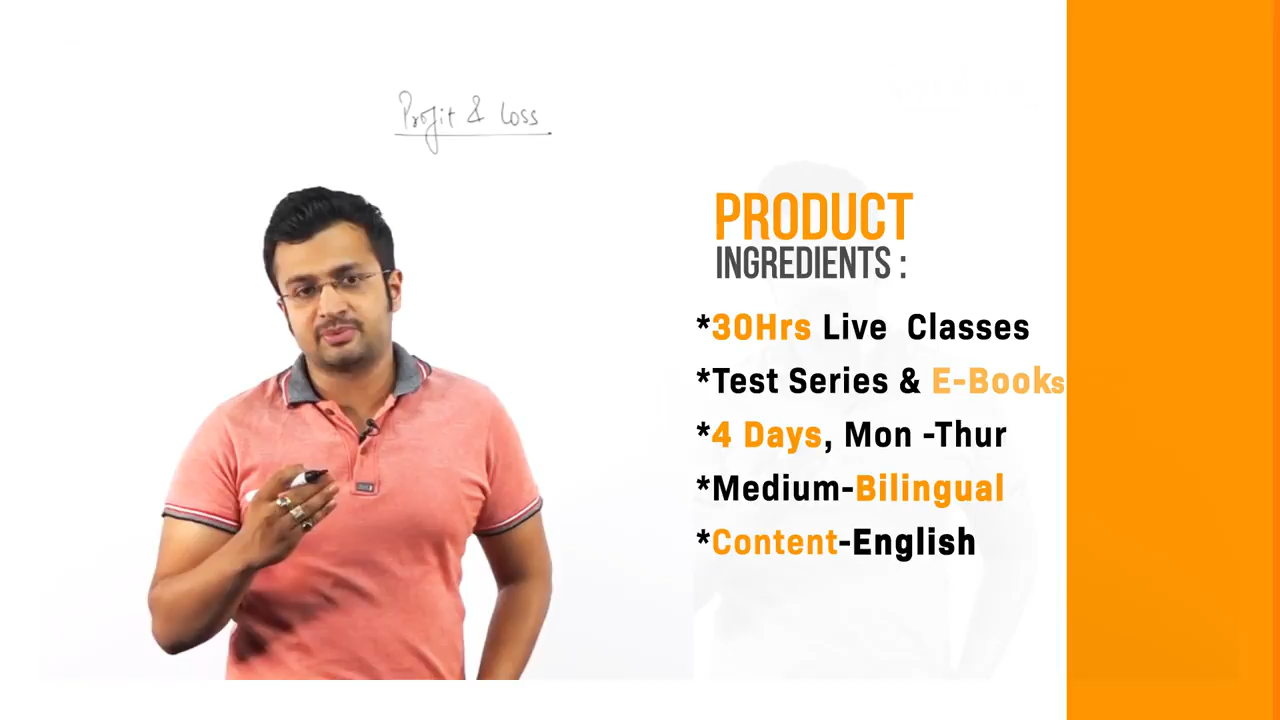 Profit & Loss
PRODUCT
INGREDIENTS :
*30Hrs Live Classes
*Test Series & E-Books
*4 Days, Mon -Thur
*Medium-Bilingual
*Content-English